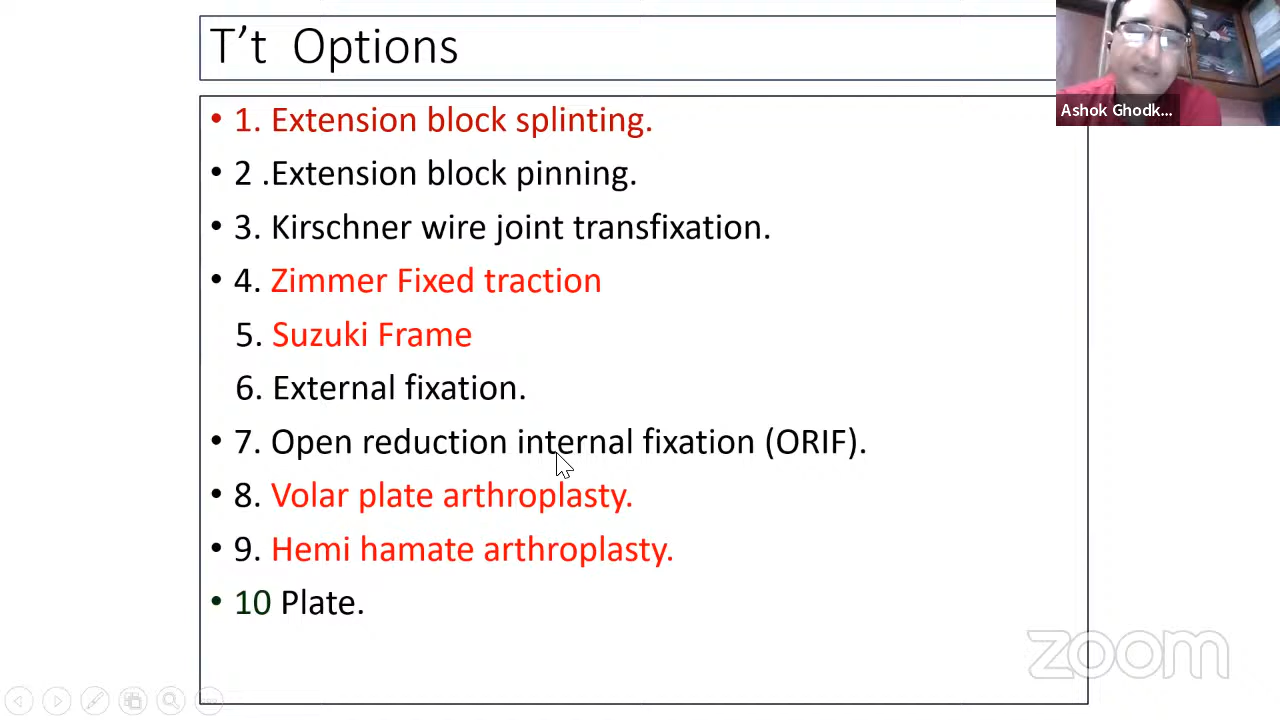 T't Options
• 1. Extension block splinting.
• 2 .Extension block pinning.
• 3. Kirschner wire joint transfixation.
• 4. Zimmer Fixed traction
5. Suzuki Frame
6. External fixation.
• 7. Open reduction internal fixation (ORIF).
• 8. Volar plate arthroplasty.
• 9. Hemi hamate arthroplasty.
• 10 Plate.
Ashok Ghodk...
zoom